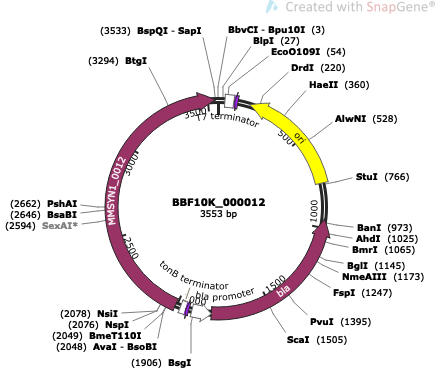 Created with SnapGene®
(3533) BspQI - SapI
BbvCI - Bpu10I (3)
BlpI (27)
EcoO109I (54)
(3294) BtgI
DrdI (220)
HaeII (360)
AlwNI (528)
StuI (766)
BanI (973)
AhdI (1025)
BmrI (1065)
BglI (1145)
NmeAIII (1173)
FspI (1247)
PvuI (1395)
ScaI (1505)
(1906) BsgI
(2048) AvaI - BsoBI
(2049) BmeT110I
(2076) NspI
(2078) NsiI
(2594) SexAI*
(2646) BsaBI
(2662) PshAI
BBF10K_000012
3553 bp
T7 terminator
ori
bla
bla promoter
tonB terminator
MMSYN1_0012
500
1000
1500
2500
3000
3500